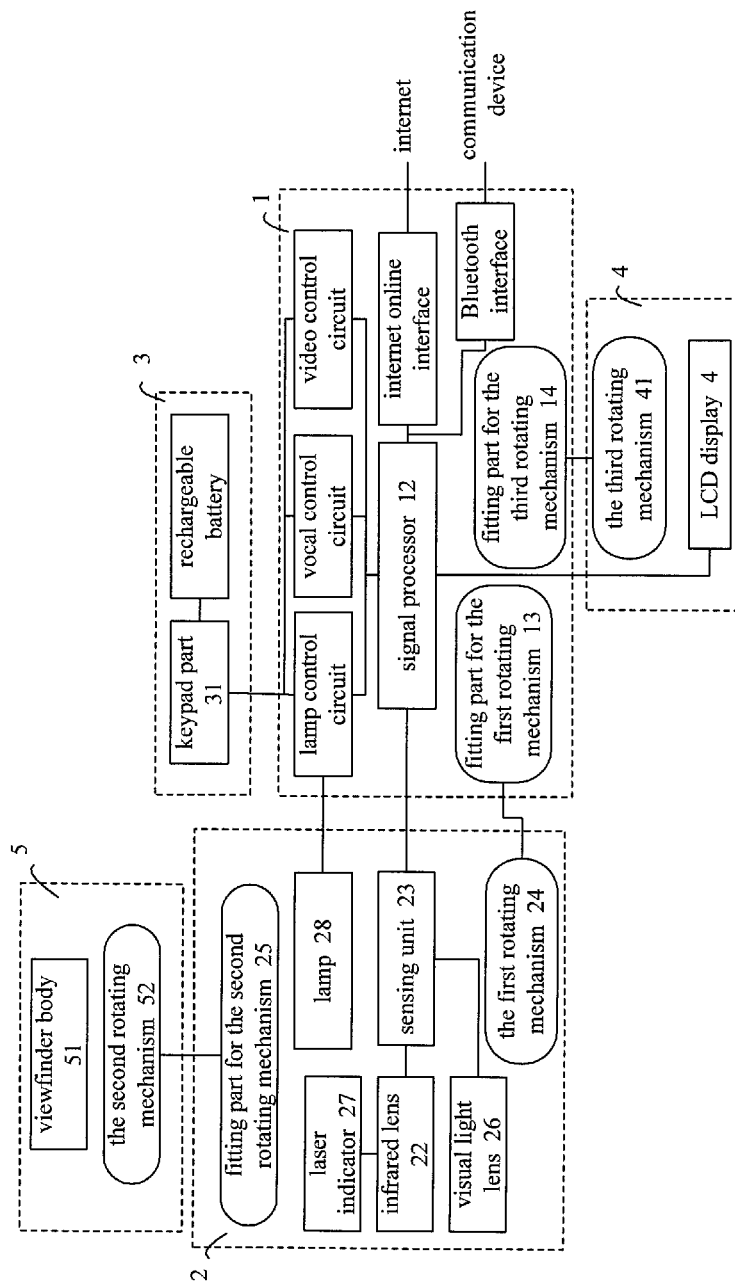 5
viewfinder body
51
the second rotating
mechanism 52
2
fitting part for the second
rotating mechanism 25
lamp 28
laser
indicator 27
infrared lens
22
sensing unit 23
visual light
lens 26
the first rotating
mechanism 24
3
keypad part
31
rechargeable
battery
1
lamp control
circuit
vocal control
circuit
video control
circuit
signal processor 12
internet online
interface
internet
Bluetooth
interface
communication
device
fitting part for the
first rotating
mechanism 13
fitting part for the
third rotating
mechanism 14
4
the third rotating
mechanism 41
LCD display 4